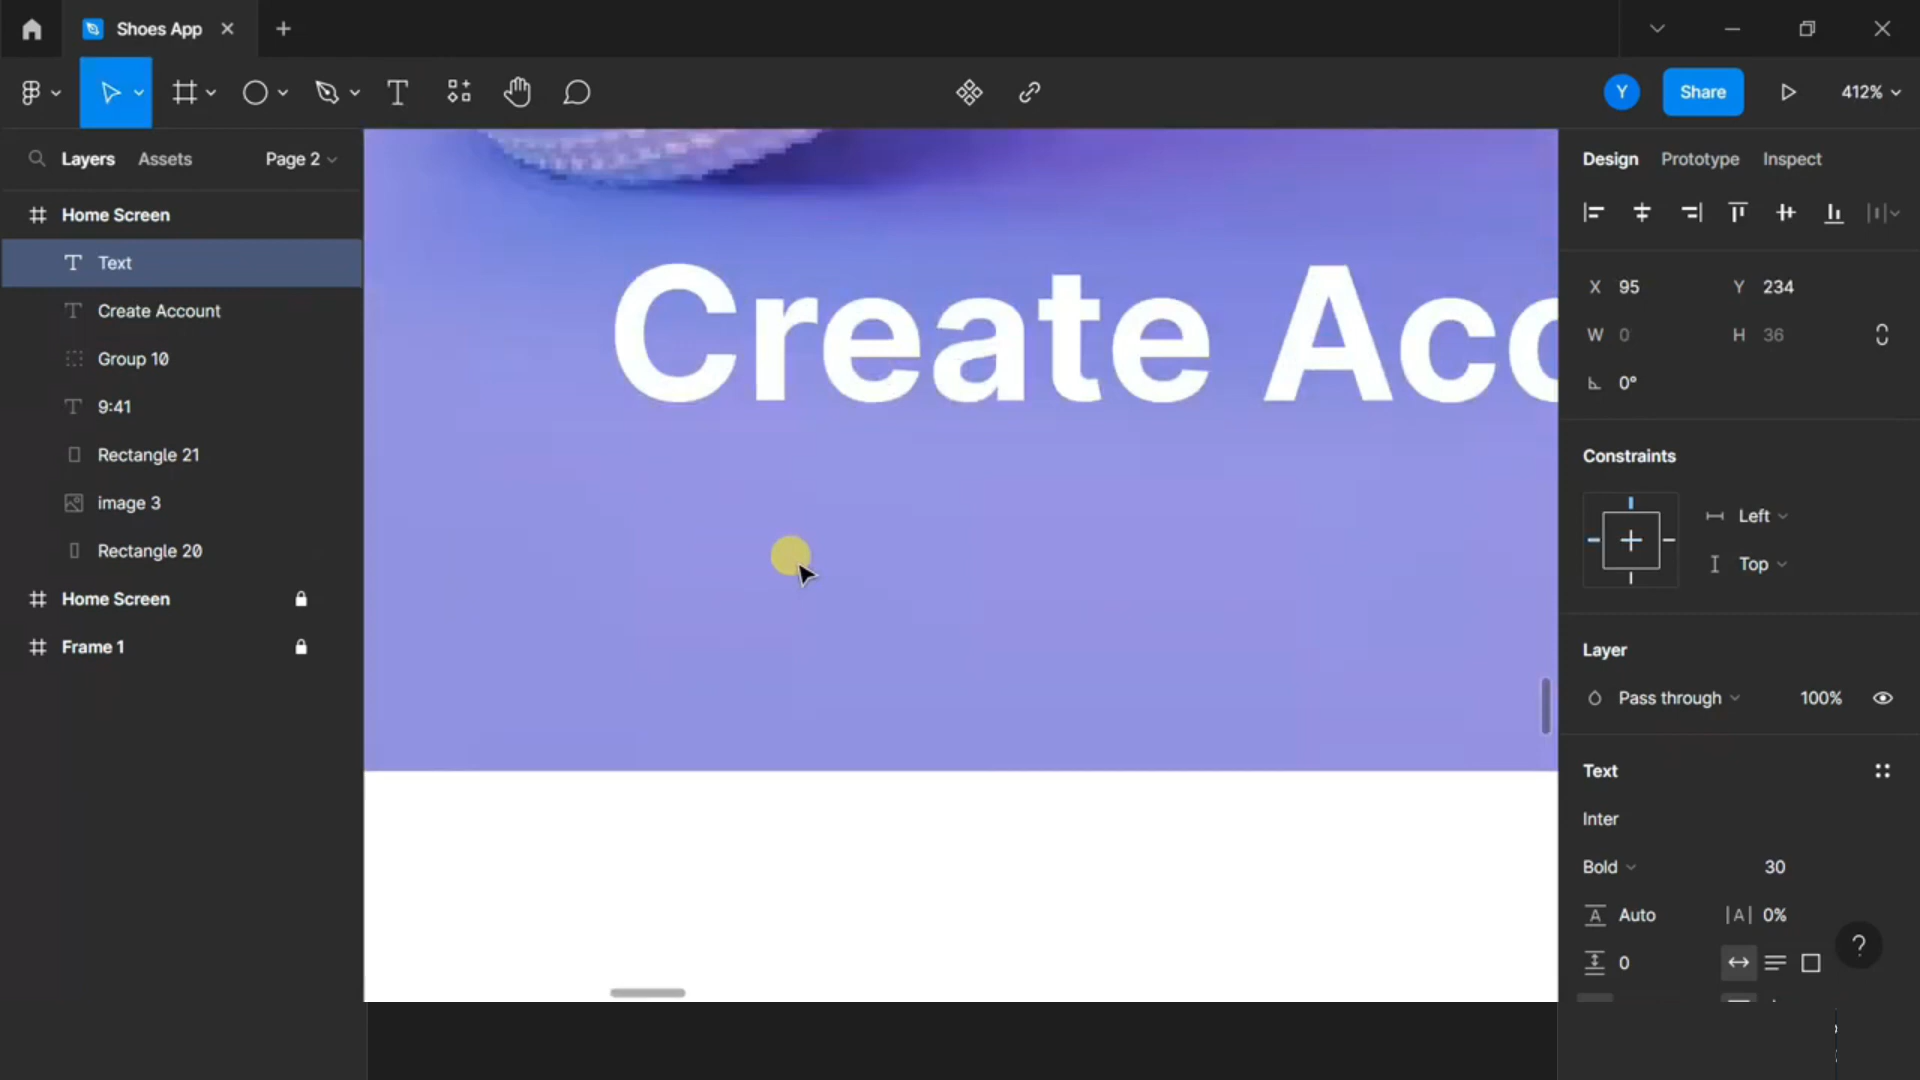 Shoes App
Y
Share
412%
Layers
Assets
Page 2
Home Screen
Text
Create Account
Group 10
9:41
Rectangle 21
image 3
Rectangle 20
Home Screen
Frame 1
Create Acco
Design
Prototype
Inspect
X 95
Y 234
W 0
H 36
0°
Constraints
Left
Top
Layer
Pass through
100%
Text
Inter
Bold
30
A Auto
|A| 0%
0
?